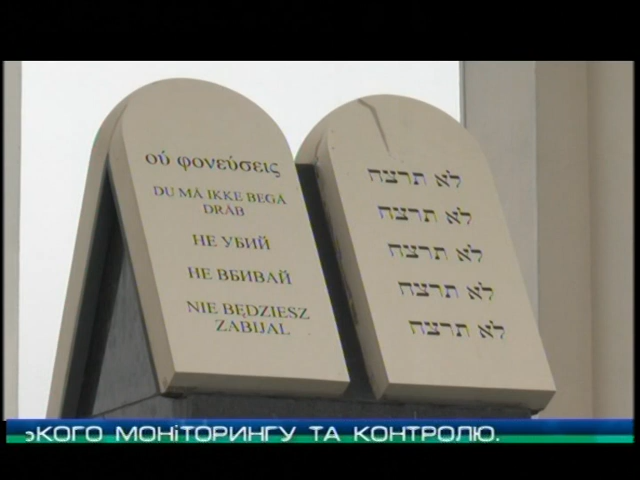 οὐ φονεύσεις
DU MÅ IKKE BEGÅ
DRAB
НЕ УБИЙ
НЕ ВБИВАЙ
NIE BĘDZIESZ
ZABIJAL
לא תרצח
לא תרצח
לא תרצח
לא תרצח
לא תרצח
МОНІТОРИНГУ ТА КОНТРОЛЮ.